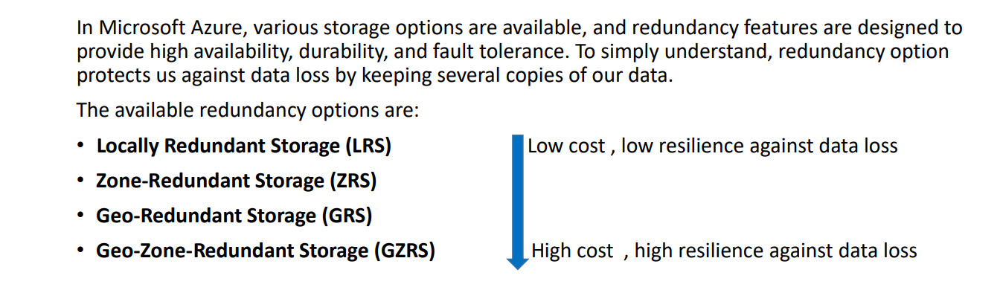 In Microsoft Azure, various storage options are available, and redundancy features are designed to
provide high availability, durability, and fault tolerance. To simply understand, redundancy option
protects us against data loss by keeping several copies of our data.
The available redundancy options are:
• Locally Redundant Storage (LRS)
Low cost , low resilience against data loss
• Zone-Redundant Storage (ZRS)
• Geo-Redundant Storage (GRS)
• Geo-Zone-Redundant Storage (GZRS)
High cost  , high resilience against data loss